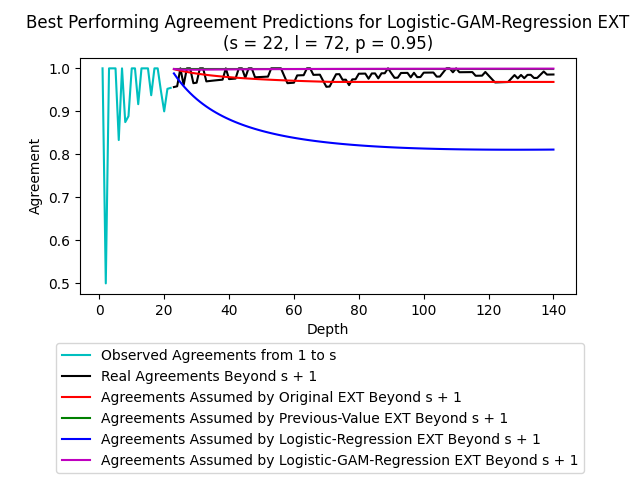 Best Performing Agreement Predictions for Logistic-GAM-Regression EXT
(s = 22, l = 72, p = 0.95)
1.0
0.9
0.8
0.7
0.6
0.5
Agreement
0 20 40 60 80 100 120 140
Depth
Observed Agreements from 1 to s
Real Agreements Beyond s + 1
Agreements Assumed by Original EXT Beyond s + 1
Agreements Assumed by Previous-Value EXT Beyond s + 1
Agreements Assumed by Logistic-Regression EXT Beyond s + 1
Agreements Assumed by Logistic-GAM-Regression EXT Beyond s + 1